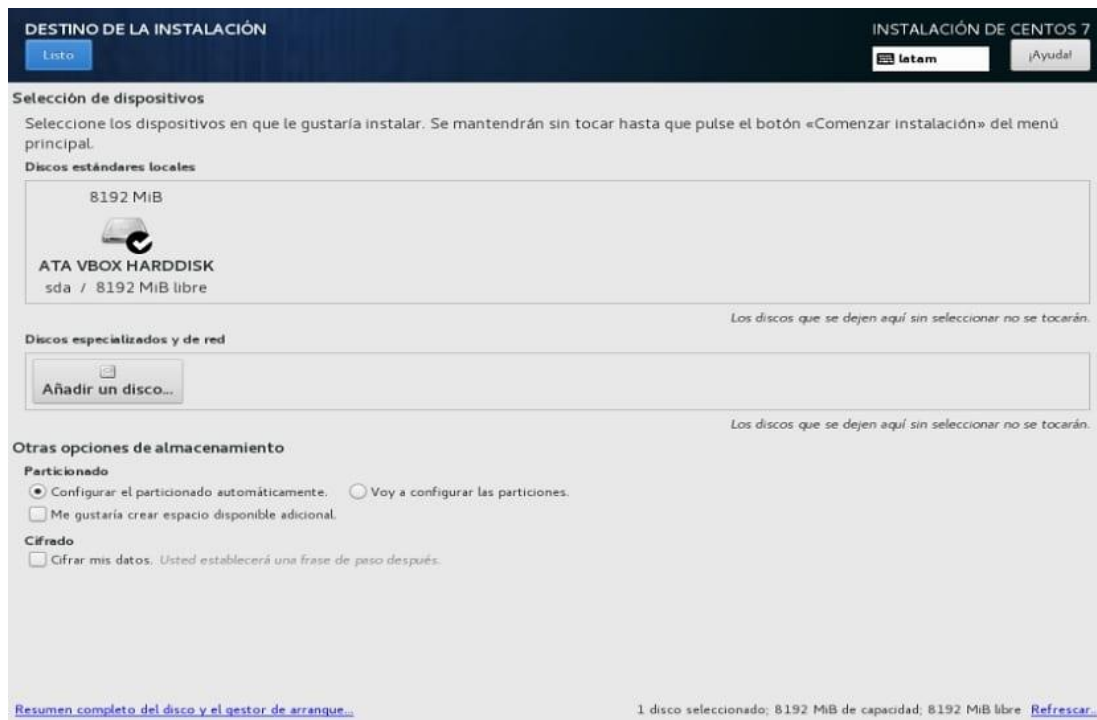 DESTINO DE LA INSTALACIÓN
INSTALACIÓN DE CENTOS 7
Listo
latam
¡Ayuda!
Selección de dispositivos
Seleccione los dispositivos en que le gustaría instalar. Se mantendrán sin tocar hasta que pulse el botón «Comenzar instalación» del menú
principal.
Discos estándares locales
8192 MiB
ATA VBOX HARDDISK
sda / 8192 MiB libre
Los discos que se dejen aquí sin seleccionar no se tocarán.
Discos especializados y de red
Añadir un disco...
Los discos que se dejen aquí sin seleccionar no se tocarán.
Otras opciones de almacenamiento
Particionado
Configurar el particionado automáticamente. Voy a configurar las particiones.
Me gustaría crear espacio disponible adicional.
Cifrado
Cifrar mis datos. Usted establecerá una frase de paso después.
Resumen completo del disco y el gestor de arranque...
1 disco seleccionado; 8192 MiB de capacidad; 8192 MiB libre Refrescar..